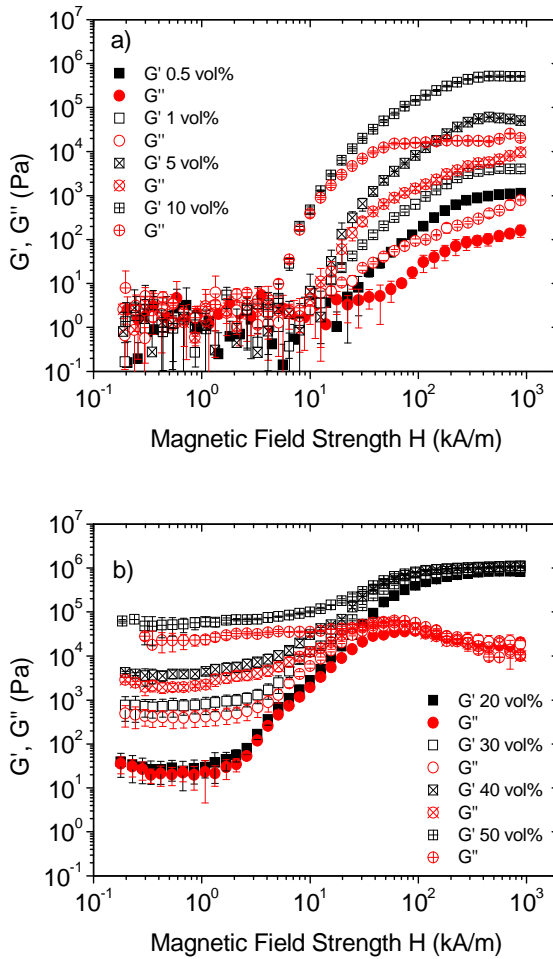 a)
G' 0.5 vol%
G''
G' 1 vol%
G''
G' 5 vol%
G''
G' 10 vol%
G''
G', G'' (Pa)
10^7
10^6
10^5
10^4
10^3
10^2
10^1
10^0
10^-1
10^-1 10^0 10^1 10^2 10^3
Magnetic Field Strength H (kA/m)
b)
G' 20 vol%
G''
G' 30 vol%
G''
G' 40 vol%
G''
G' 50 vol%
G''
G', G'' (Pa)
10^7
10^6
10^5
10^4
10^3
10^2
10^1
10^0
10^-1
10^-1 10^0 10^1 10^2 10^3
Magnetic Field Strength H (kA/m)